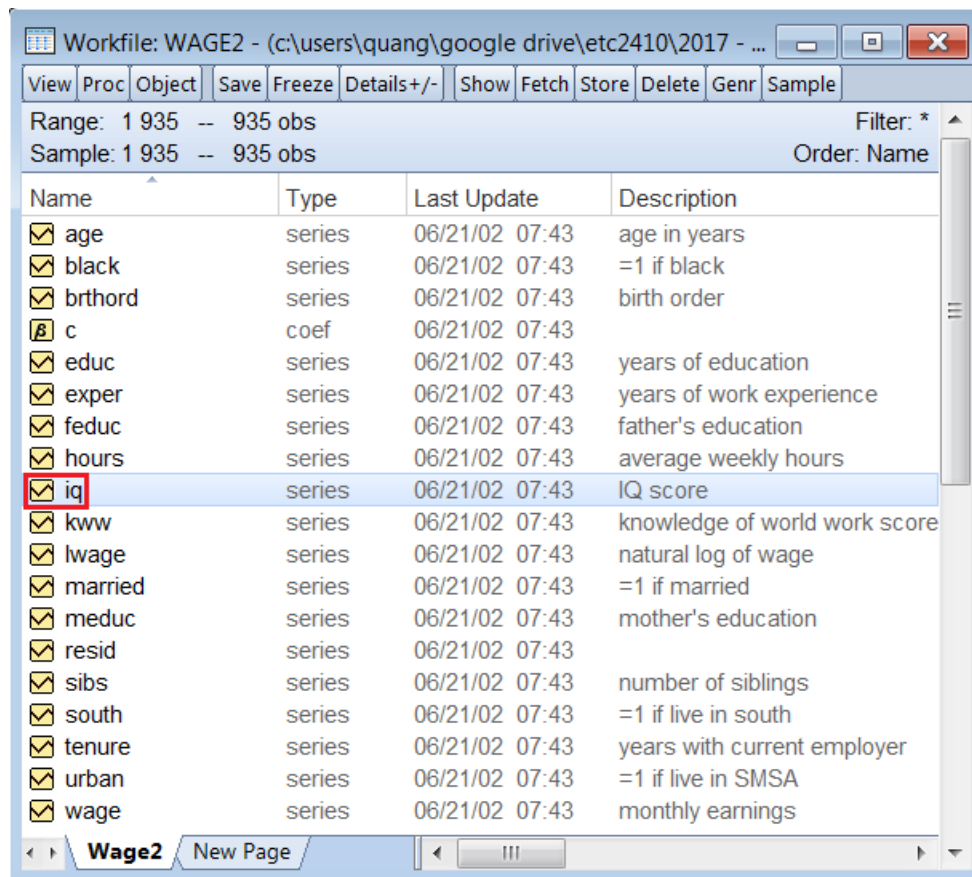 Workfile: WAGE2 - (c:\users\quang\google drive\etc2410\2017 - ...
View Proc Object Save Freeze Details+/- Show Fetch Store Delete Genr Sample
Range: 1 935 -- 935 obs Filter: *
Sample: 1 935 -- 935 obs Order: Name
Name Type Last Update Description
age series 06/21/02 07:43 age in years
black series 06/21/02 07:43 =1 if black
brthord series 06/21/02 07:43 birth order
β c coef 06/21/02 07:43
educ series 06/21/02 07:43 years of education
exper series 06/21/02 07:43 years of work experience
feduc series 06/21/02 07:43 father's education
hours series 06/21/02 07:43 average weekly hours
iq series 06/21/02 07:43 IQ score
kww series 06/21/02 07:43 knowledge of world work score
lwage series 06/21/02 07:43 natural log of wage
married series 06/21/02 07:43 =1 if married
meduc series 06/21/02 07:43 mother's education
resid series 06/21/02 07:43
sibs series 06/21/02 07:43 number of siblings
south series 06/21/02 07:43 =1 if live in south
tenure series 06/21/02 07:43 years with current employer
urban series 06/21/02 07:43 =1 if live in SMSA
wage series 06/21/02 07:43 monthly earnings
Wage2 New Page